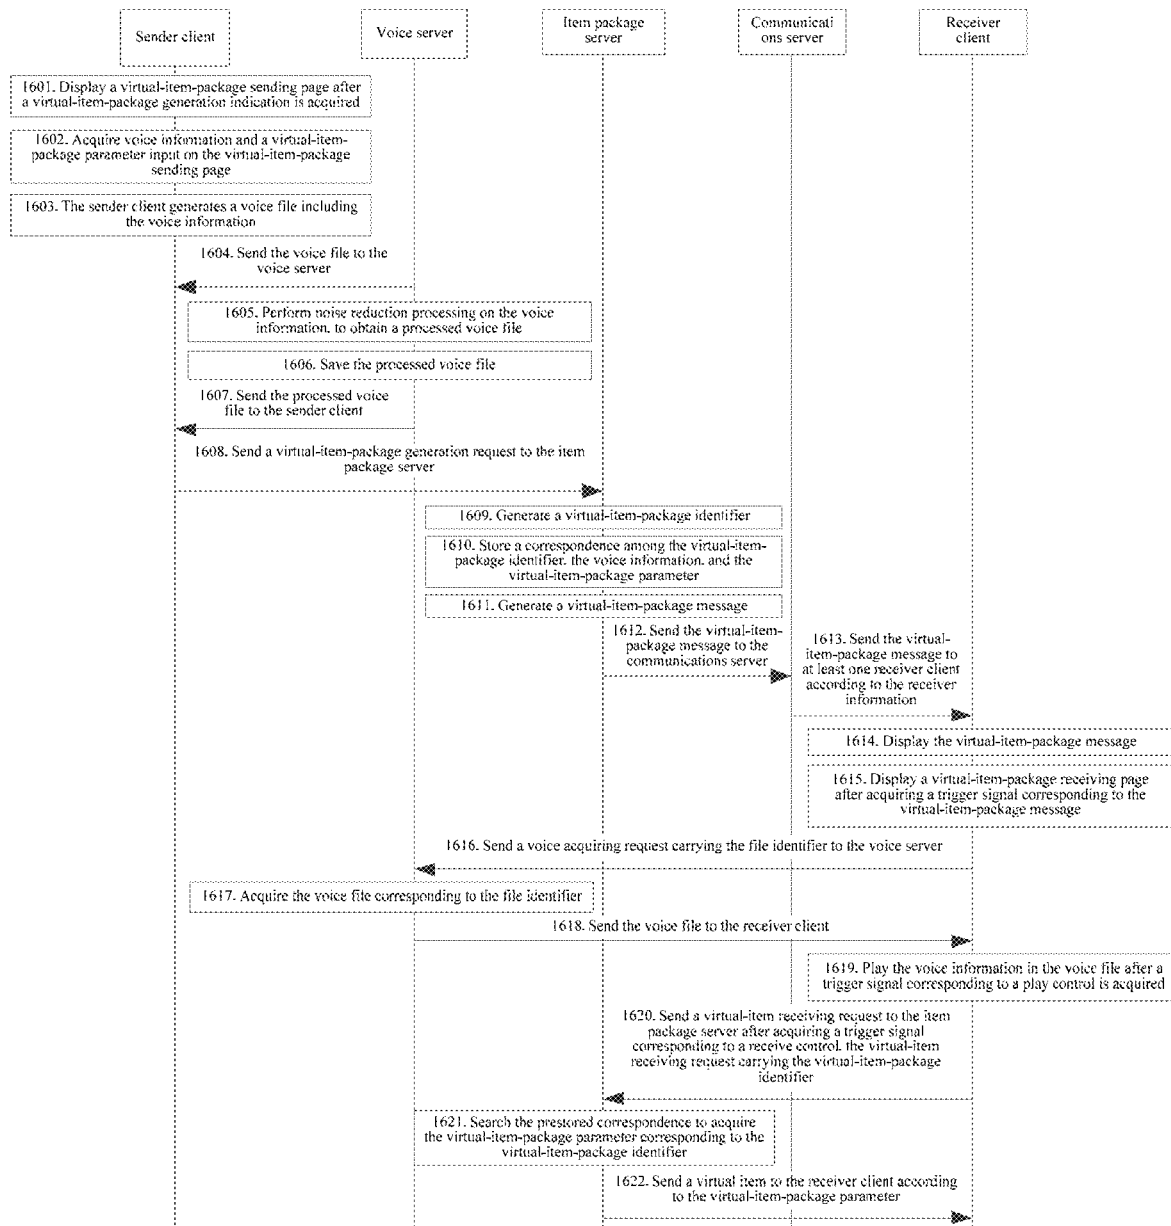 Sender client
Voice server
Item package
server
Communicati
ons server
Receiver
client
1601. Display a virtual-item-package sending page after
a virtual-item-package generation indication is acquired
1602. Acquire voice information and a virtual-item-
package parameter input on the virtual-item-package
sending page
1603. The sender client generates a voice file including
the voice information
1604. Send the voice file to the
voice server
1605. Perform noise reduction processing on the voice
information, to obtain a processed voice file
1606. Save the processed voice file
1607. Send the processed voice
file to the sender client
1608. Send a virtual-item-package generation request to the item
package server
1609. Generate a virtual-item-package identifier
1610. Store a correspondence among the virtual-item-
package identifier, the voice information, and the
virtual-item-package parameter
1611. Generate a virtual-item-package message
1612. Send the virtual-item-
package message to the
communications server
1613. Send the virtual-
item-package message to
at least one receiver client
according to the receiver
information
1614. Display the virtual-item-package message
1615. Display a virtual-item-package receiving page
after acquiring a trigger signal corresponding to the
virtual-item-package message
1616. Send a voice acquiring request carrying the file identifier to the voice server
1617. Acquire the voice file corresponding to the file identifier
1618. Send the voice file to the receiver client
1619. Play the voice information in the voice file after a
trigger signal corresponding to a play control is acquired
1620. Send a virtual-item receiving request to the item
package server after acquiring a trigger signal
corresponding to a receive control, the virtual-item
receiving request carrying the virtual-item-package
identifier
1621. Search the prestored correspondence to acquire
the virtual-item-package parameter corresponding to the
virtual-item-package identifier
1622. Send a virtual item to the receiver client according
to the virtual-item-package parameter